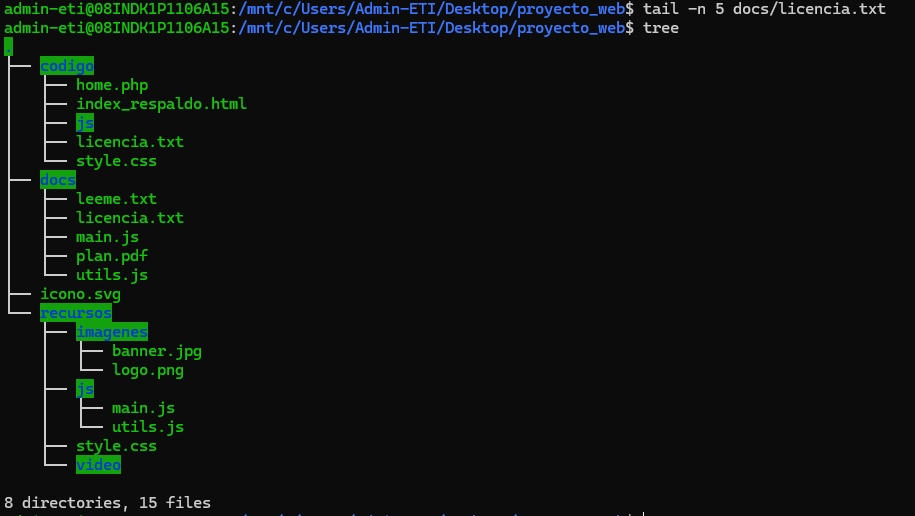 admin-eti@08INDK1P1106A15:/mnt/c/Users/Admin-ETI/Desktop/proyecto_web$ tail -n 5 docs/licencia.txt
admin-eti@08INDK1P1106A15:/mnt/c/Users/Admin-ETI/Desktop/proyecto_web$ tree
.
├── codigo
│   ├── home.php
│   ├── index_respaldo.html
│   ├── js
│   ├── licencia.txt
│   └── style.css
├── docs
│   ├── leeme.txt
│   ├── licencia.txt
│   ├── main.js
│   ├── plan.pdf
│   └── utils.js
├── icono.svg
└── recursos
    ├── imagenes
    │   ├── banner.jpg
    │   └── logo.png
    ├── js
    │   ├── main.js
    │   └── utils.js
    ├── style.css
    └── video
8 directories, 15 files